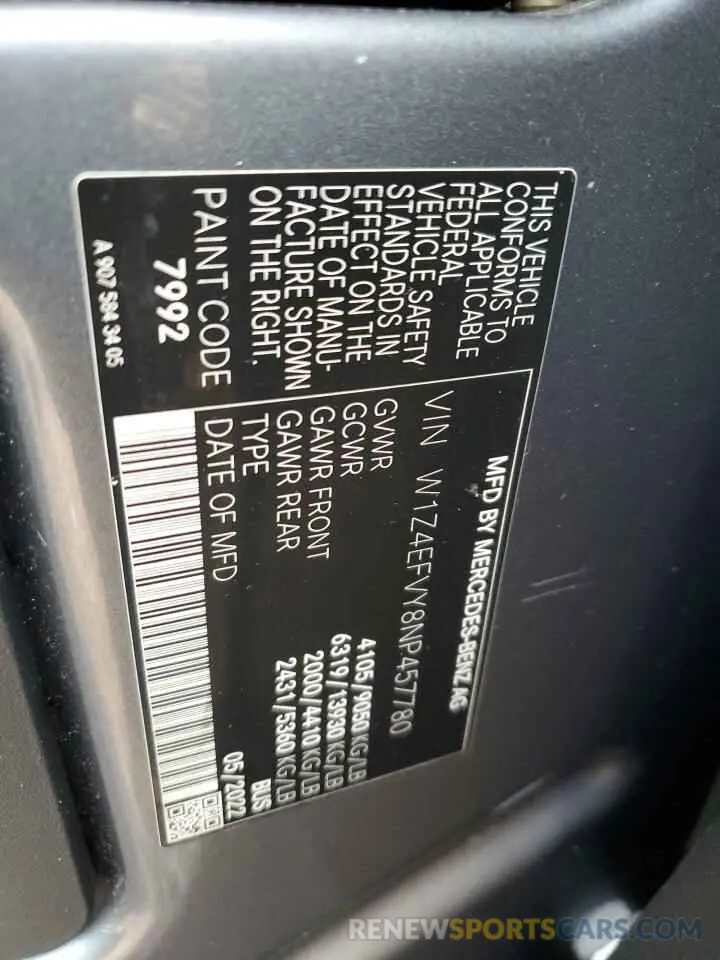 MFD BY MERCEDES-BENZ AG
VIN W1Z4EFVY8NP457780
THIS VEHICLE
CONFORMS TO
ALL APPLICABLE
FEDERAL
VEHICLE SAFETY
STANDARDS IN
EFFECT ON THE
DATE OF MANU-
FACTURE SHOWN
ON THE RIGHT.
PAINT CODE
7992
A 907 584 34 05
GVWR 4105/9050 KG/LB
GCWR 6319/13930 KG/LB
GAWR FRONT 2000/4410 KG/LB
GAWR REAR 2431/5360 KG/LB
TYPE BUS
DATE OF MFD 05/2022
RENEWSPORTSCARS.COM